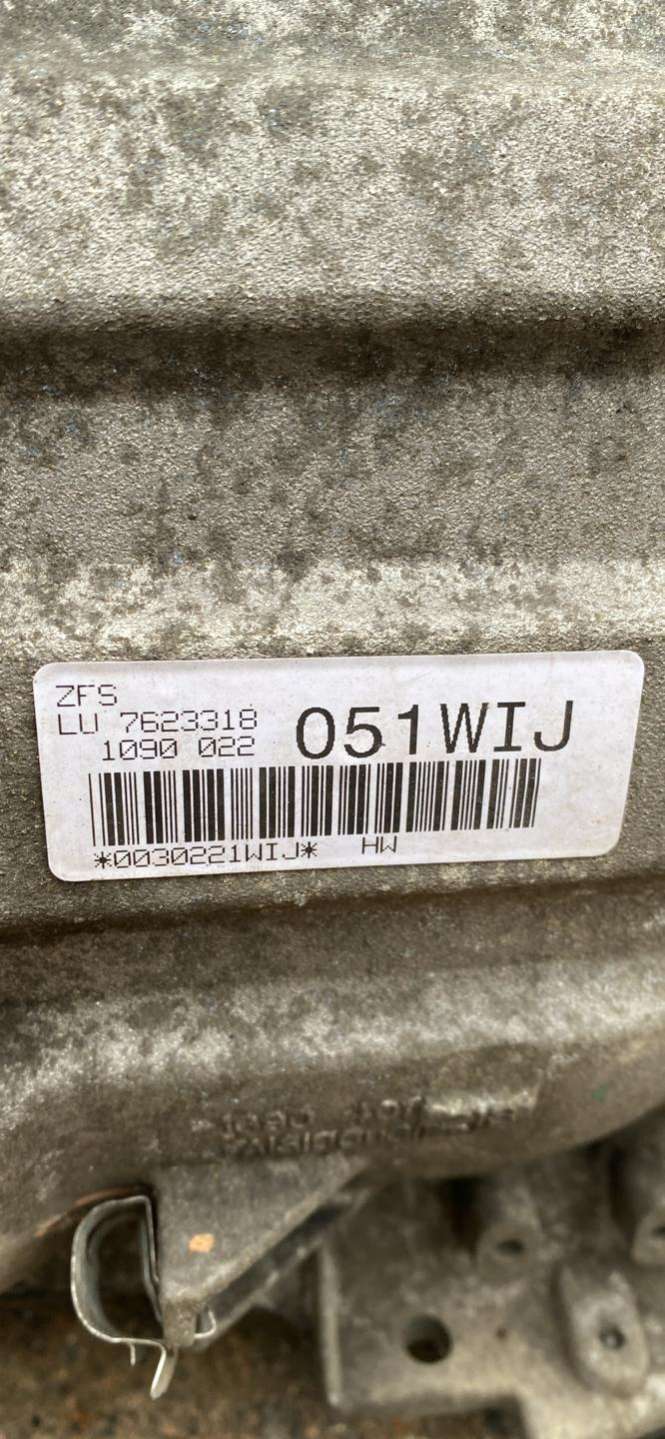 ZFS
LU 7623318
1090 022
051WIJ
*0030221WIJ* HW